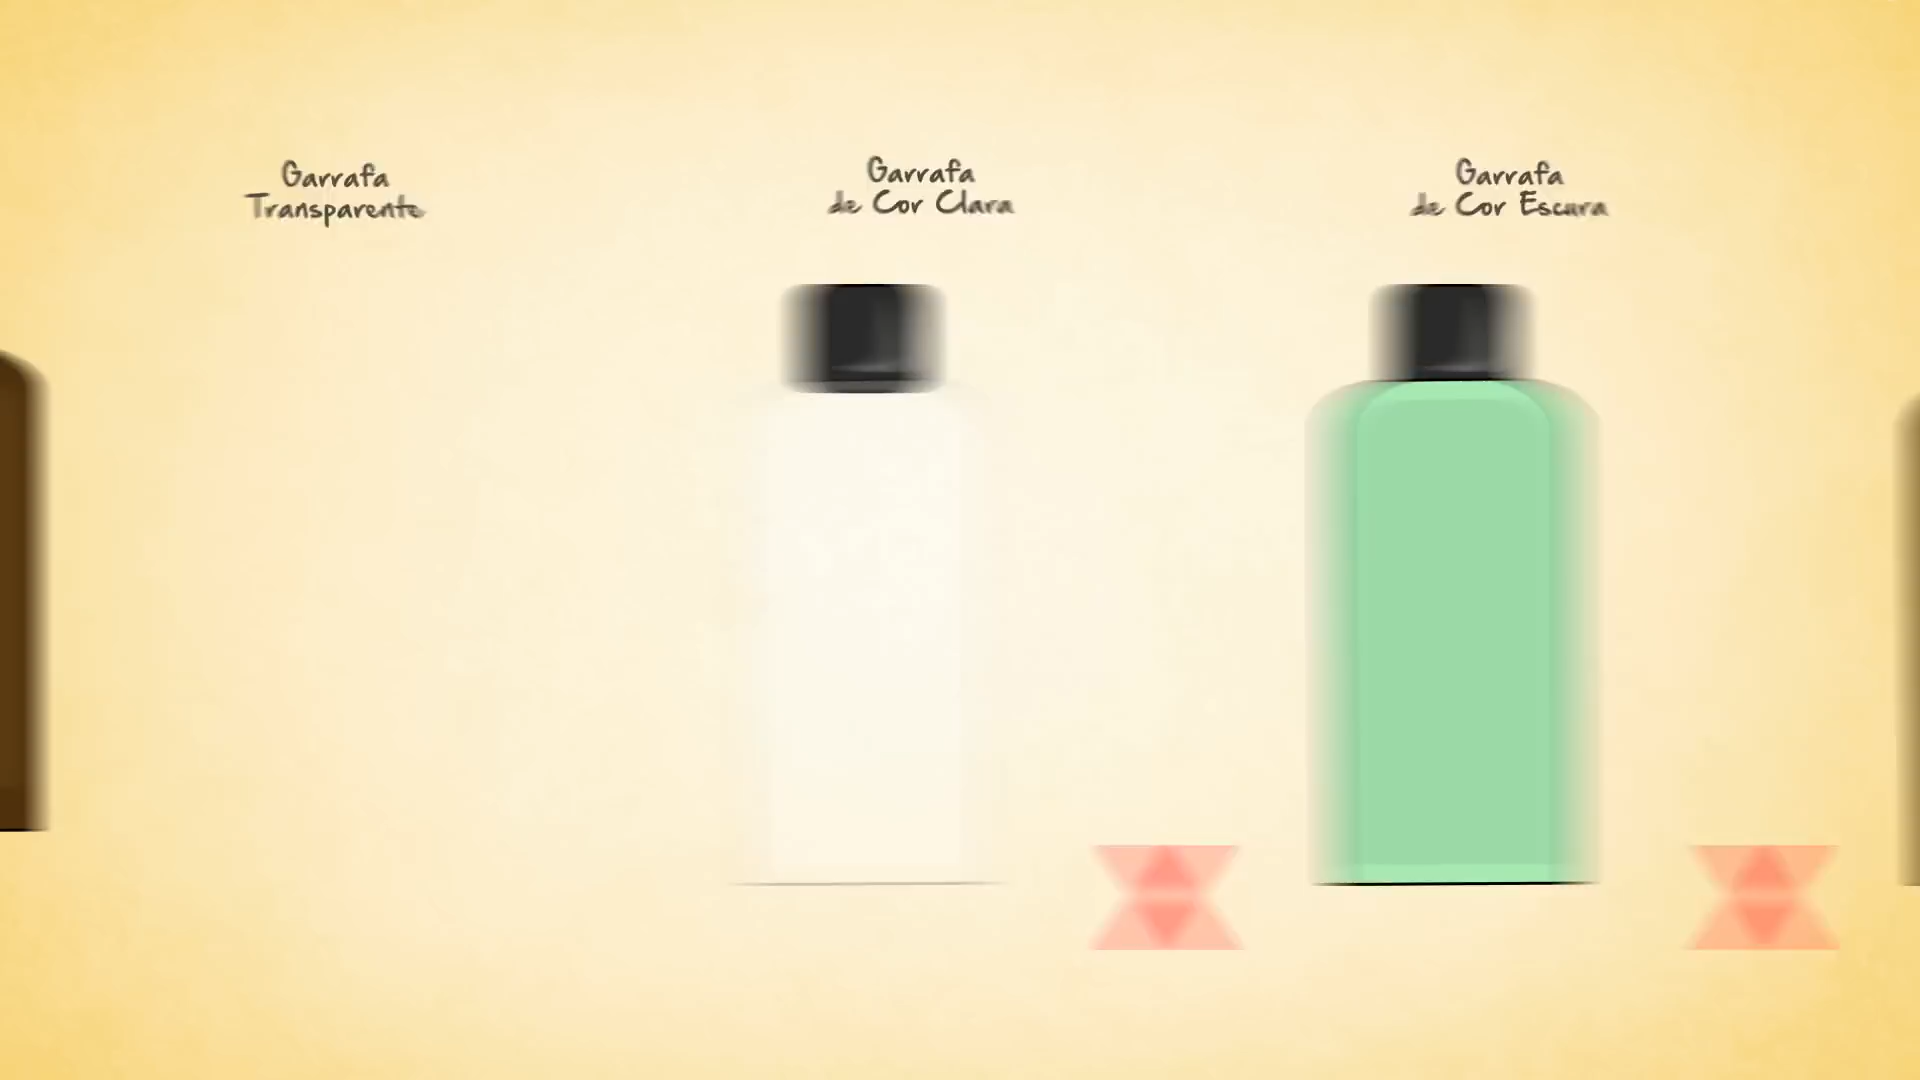 Garrafa
Transparente
Garrafa
de Cor Clara
Garrafa
de Cor Escura